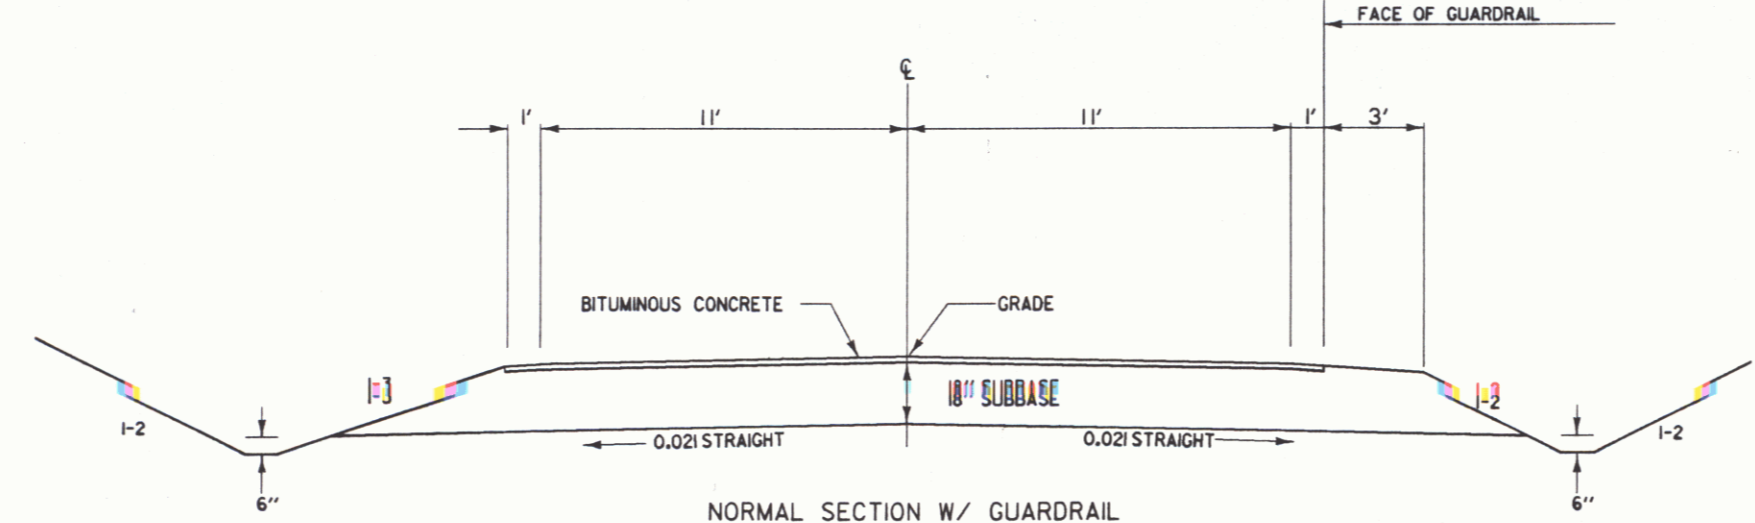 FACE OF GUARDRAIL
℄
1' 11' 11' 1' 3'
BITUMINOUS CONCRETE GRADE
1-3 18" SUBBASE 1-2
1-2 1-2
0.021 STRAIGHT 0.021 STRAIGHT
6" 6"
NORMAL SECTION W/ GUARDRAIL